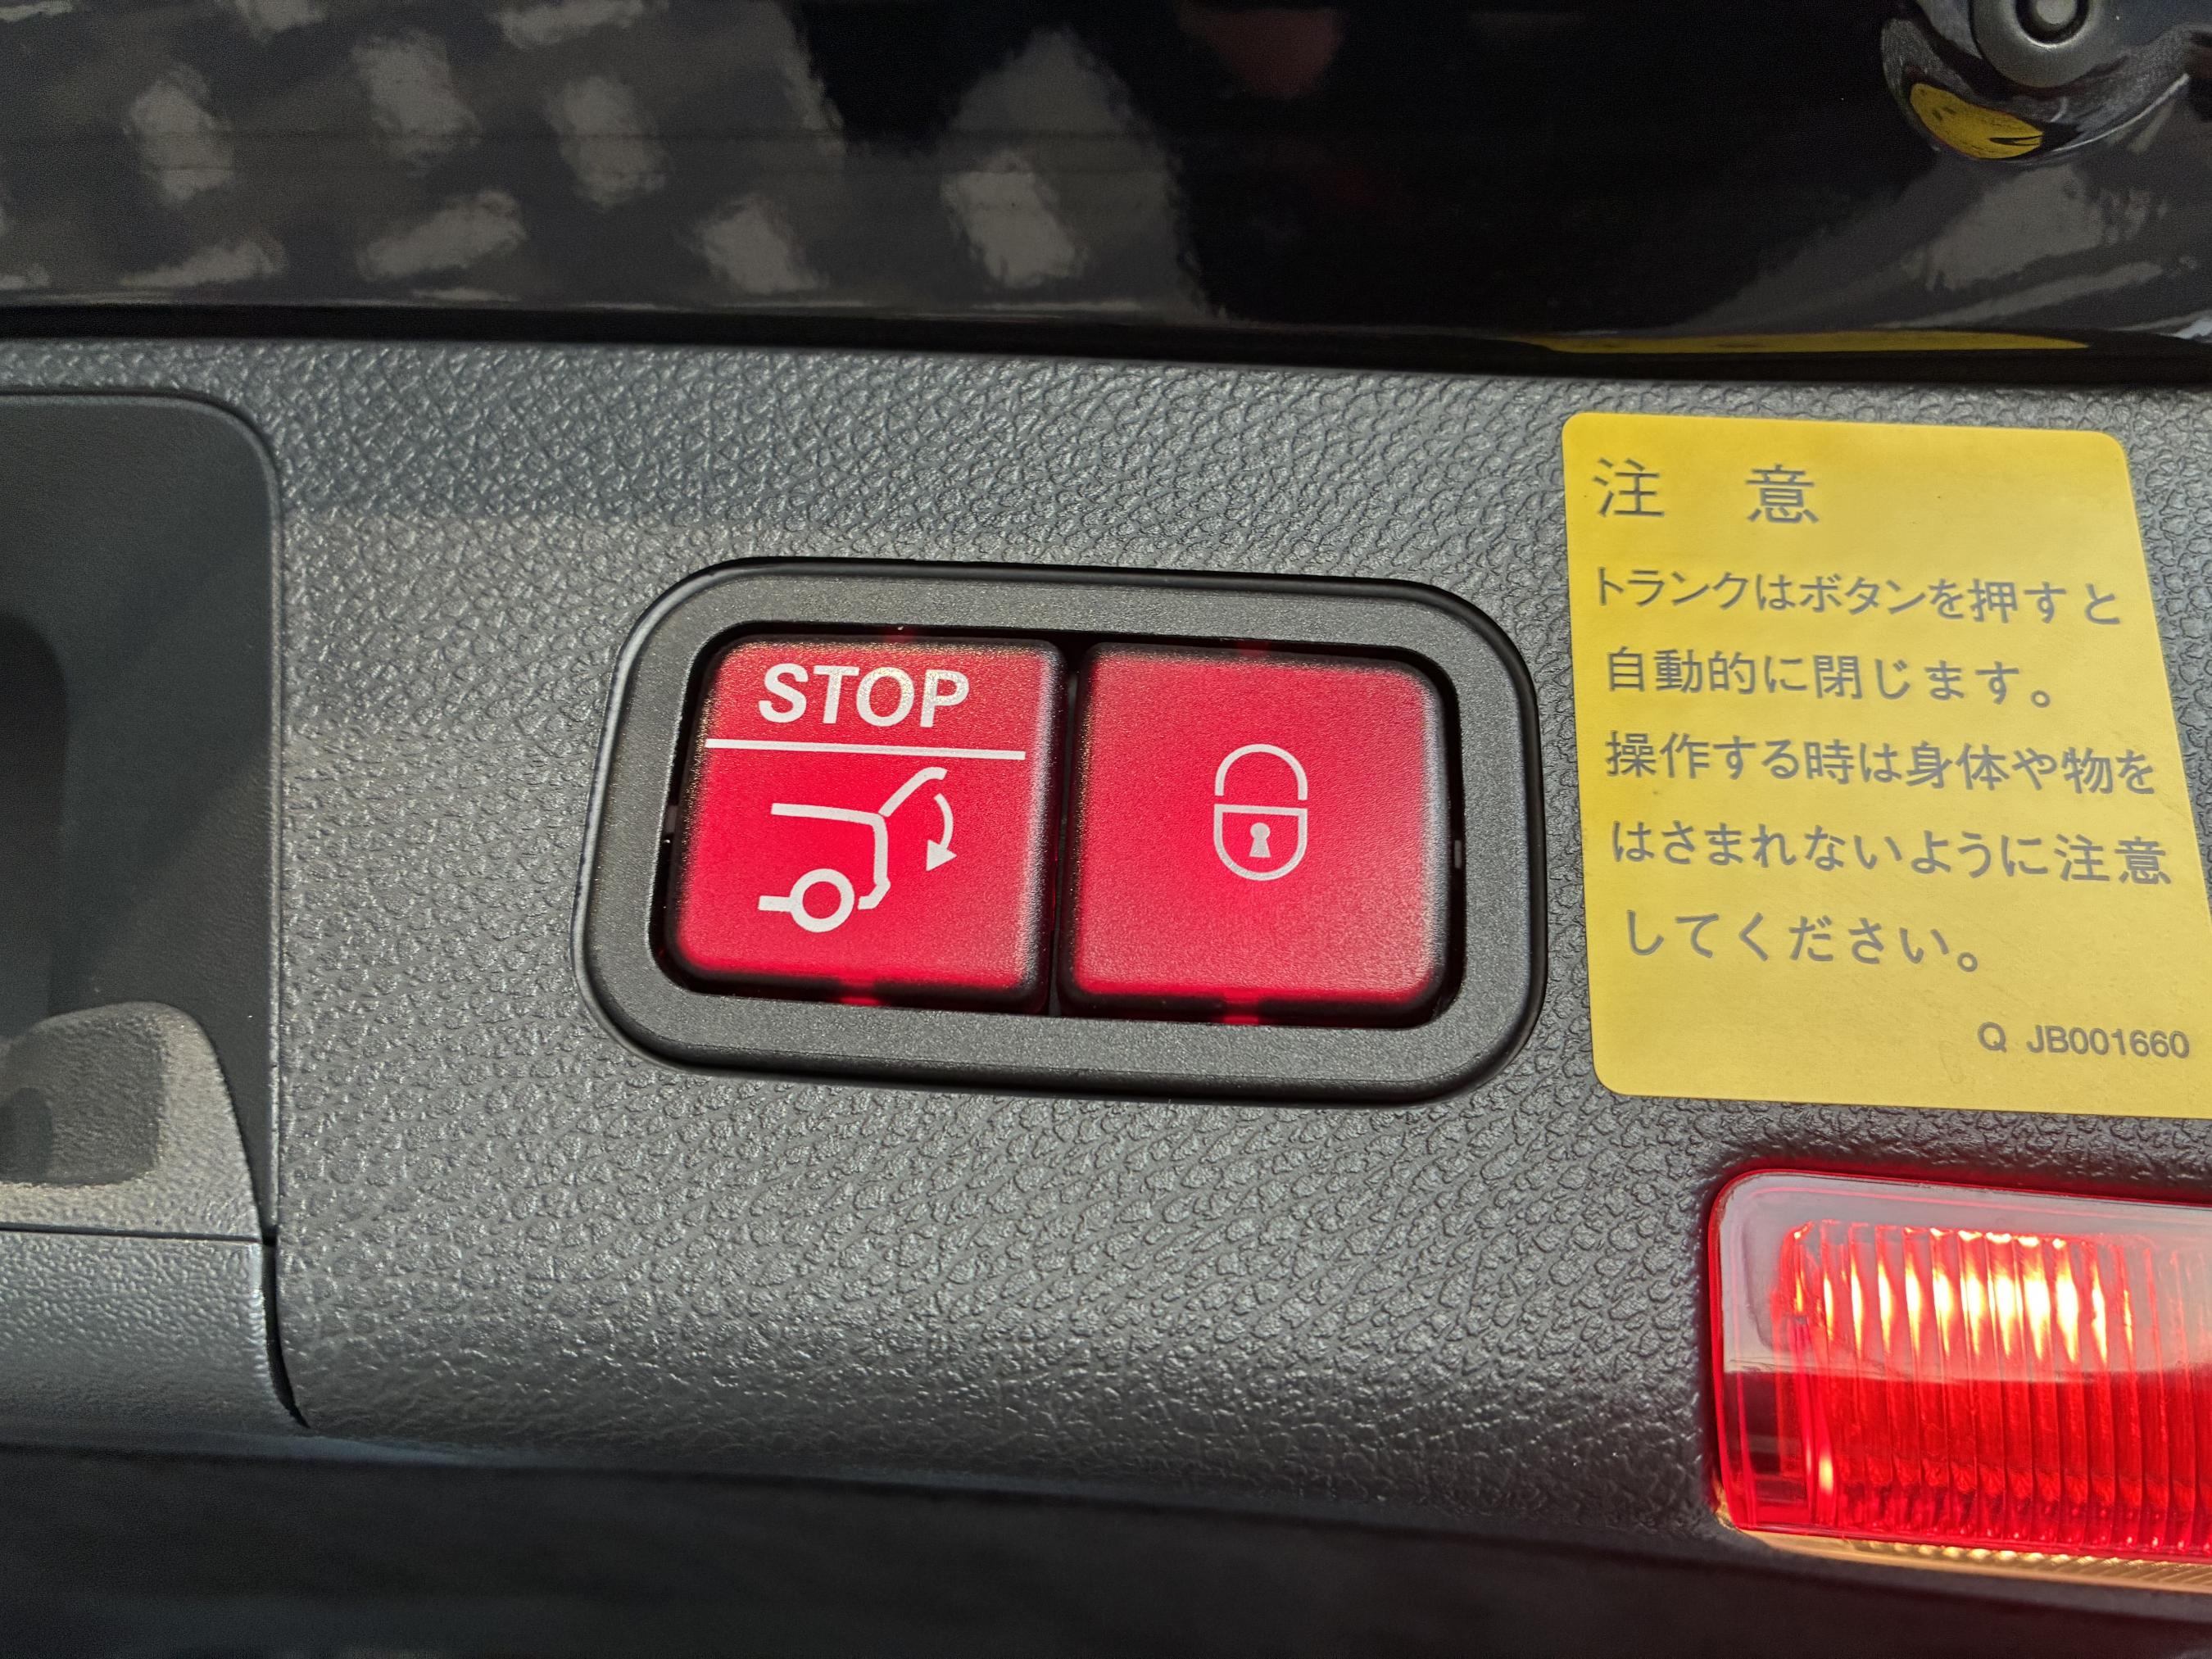 STOP
注 意
トランクはボタンを押すと
自動的に閉じます。
操作する時は身体や物を
はさまれないように注意
してください。
Q JB001660